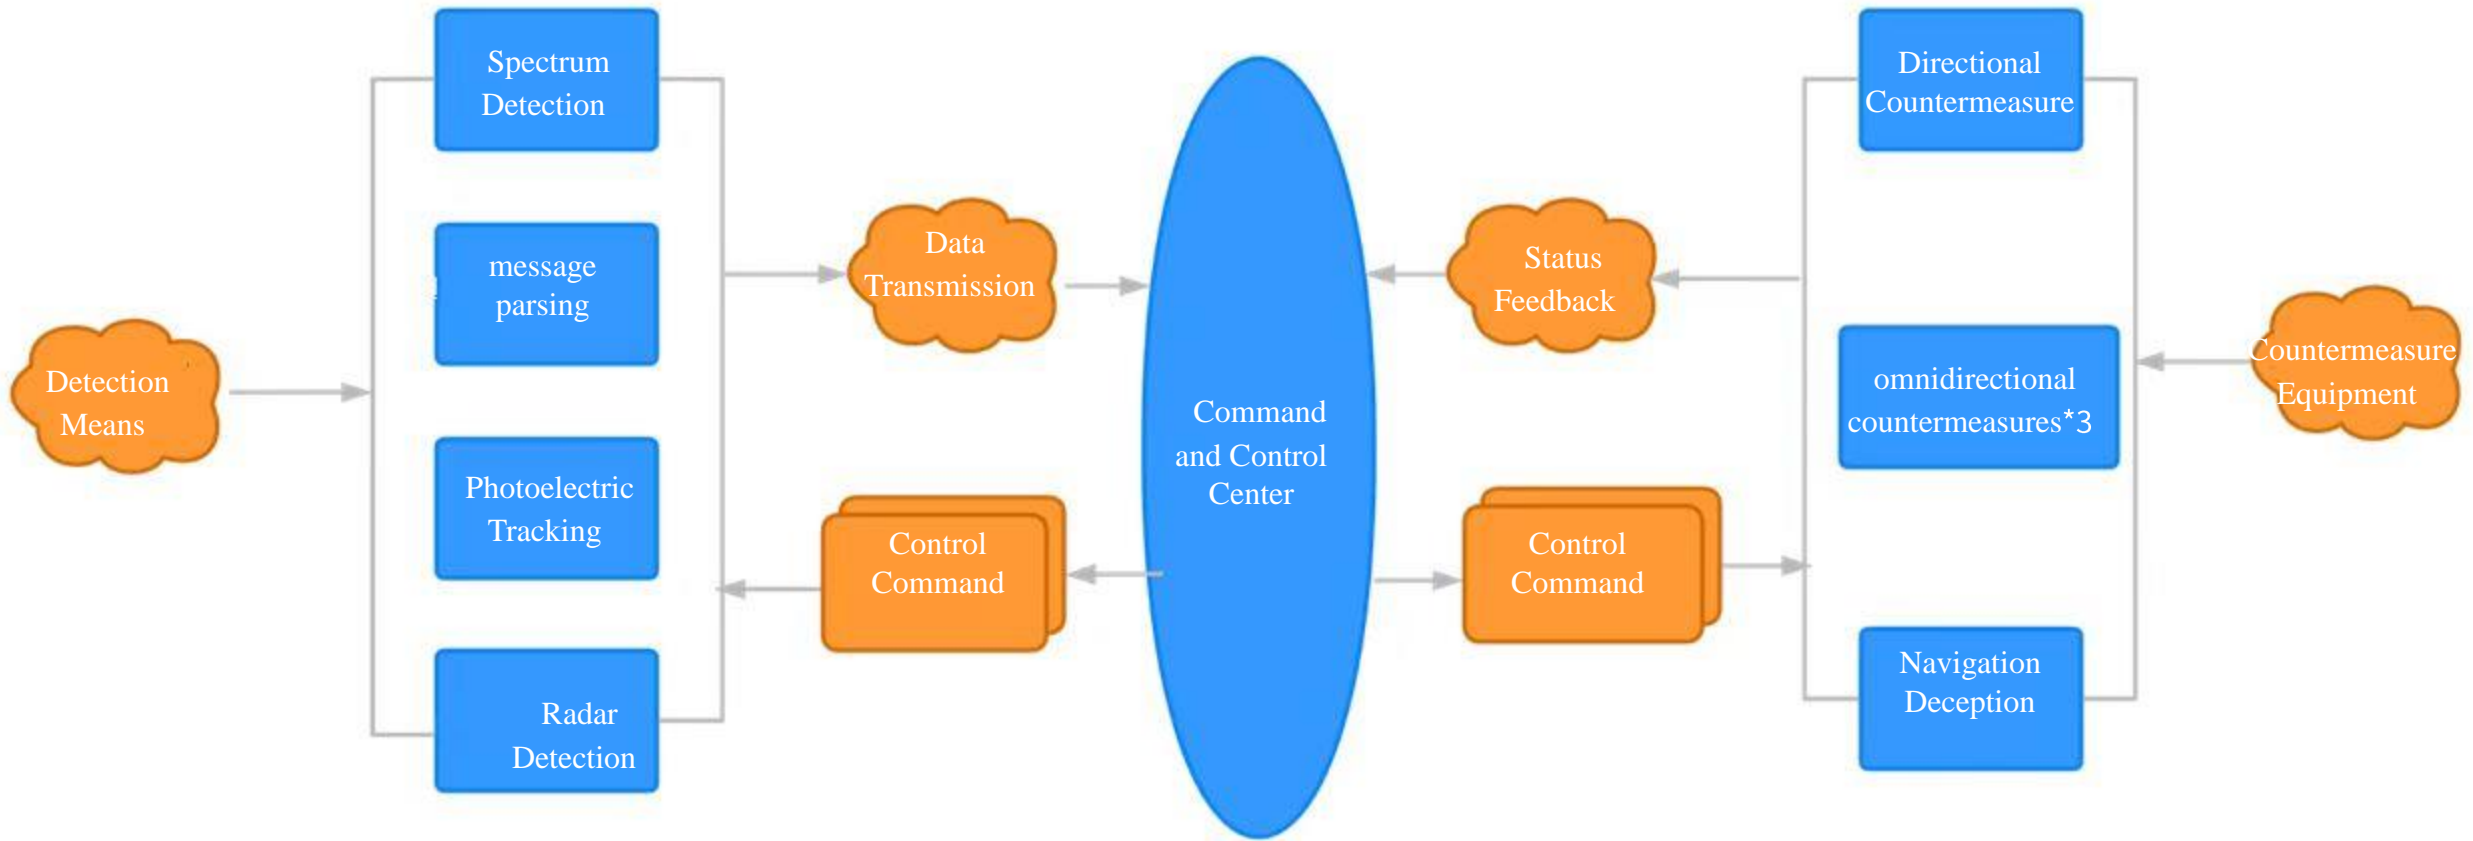 Spectrum
Detection
message
parsing
Detection
Means
Photoelectric
Tracking
Radar
Detection
Data
Transmission
Control
Command
Command
and Control
Center
Status
Feedback
Control
Command
Directional
Countermeasure
omnidirectional
countermeasures*3
Navigation
Deception
Countermeasure
Equipment